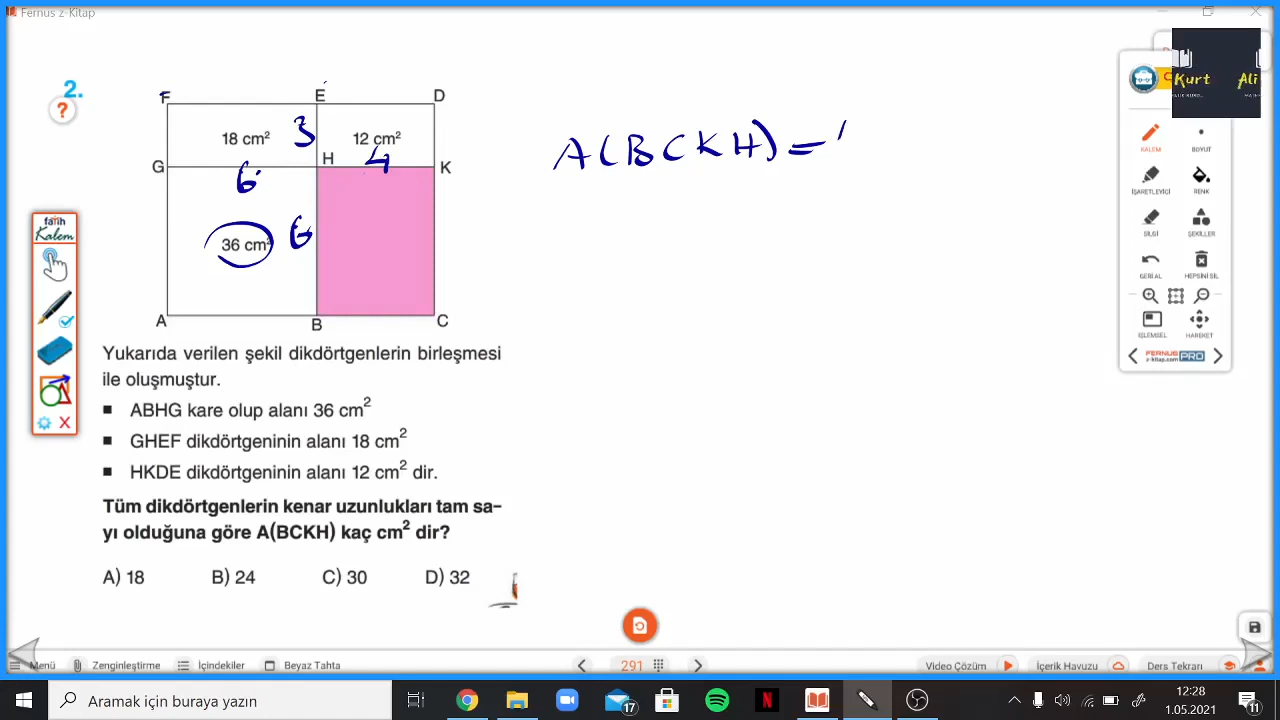 Fernus z-Kitap
2.
?
F E D
18 cm² 3 12 cm²
H 4
G K
6
36 cm² 6
A B C
A(BCKH)=
Yukarıda verilen şekil dikdörtgenlerin birleşmesi
ile oluşmuştur.
ABHG kare olup alanı 36 cm²
GHEF dikdörtgeninin alanı 18 cm²
HKDE dikdörtgeninin alanı 12 cm² dir.
Tüm dikdörtgenlerin kenar uzunlukları tam sa-
yı olduğuna göre A(BCKH) kaç cm² dir?
A) 18 B) 24 C) 30 D) 32
fatih
Kalem
Kurt Ali
KALEM BOYUT
İŞARETLEYİCİ RENK
SİLGİ ŞEKİLLER
GERİ AL HEPSİNİ SİL
İŞLEMSEL HAREKET
FERNUS PRO
z-kitap.com
Menü Zenginleştirme İçindekiler Beyaz Tahta 291 Video Çözüm İçerik Havuzu Ders Tekrarı
Aramak için buraya yazın
17
12:28
1.05.2021
11